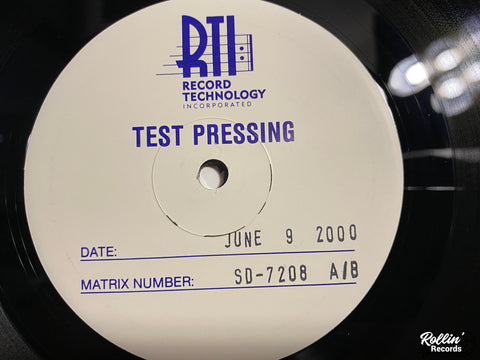 RTI
RECORD
TECHNOLOGY
INCORPORATED
TEST PRESSING
DATE: JUNE 9 2000
MATRIX NUMBER: SD-7208 A/B
Rollin'
Records